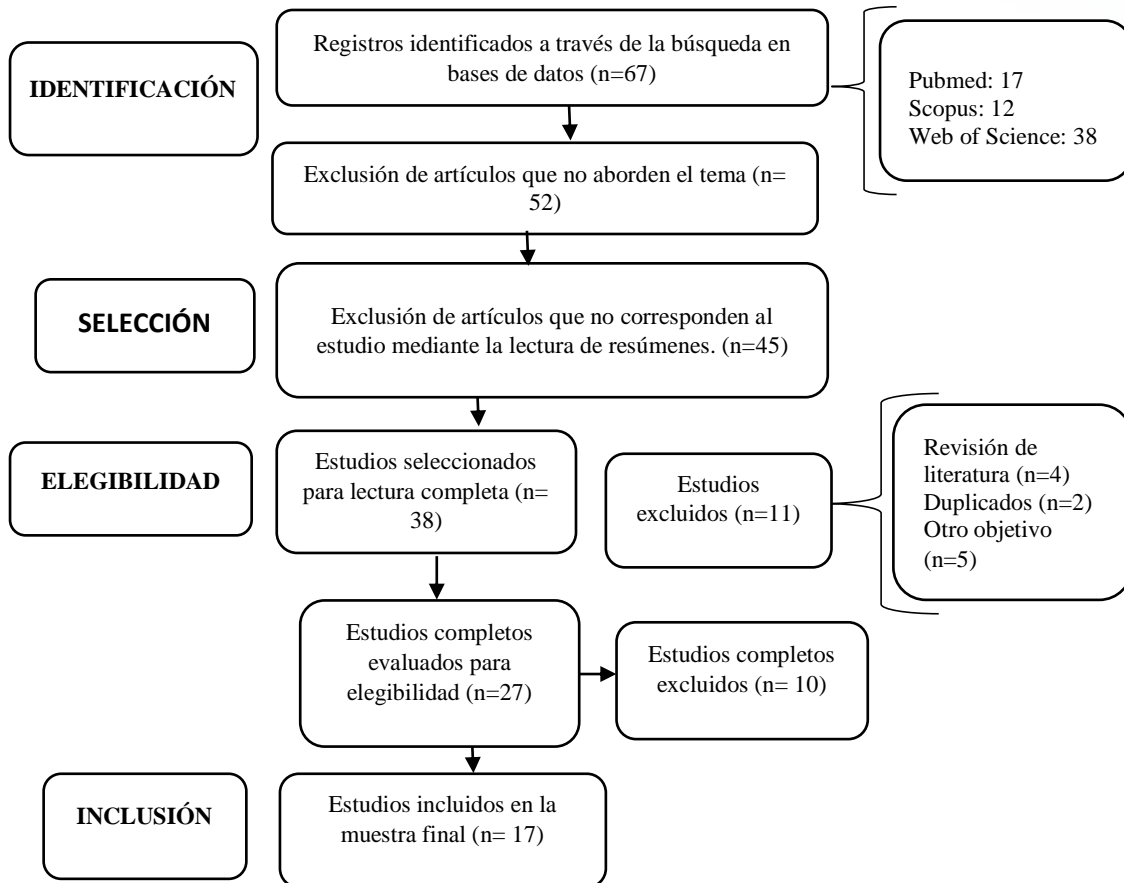 IDENTIFICACIÓN
Registros identificados a través de la búsqueda en
bases de datos (n=67)
Pubmed: 17
Scopus: 12
Web of Science: 38
Exclusión de artículos que no aborden el tema (n=
52)
SELECCIÓN
Exclusión de artículos que no corresponden al
estudio mediante la lectura de resúmenes. (n=45)
ELEGIBILIDAD
Estudios seleccionados
para lectura completa (n=
38)
Estudios
excluidos (n=11)
Revisión de
literatura (n=4)
Duplicados (n=2)
Otro objetivo
(n=5)
Estudios completos
evaluados para
elegibilidad (n=27)
Estudios completos
excluidos (n= 10)
INCLUSIÓN
Estudios incluidos en la
muestra final (n= 17)